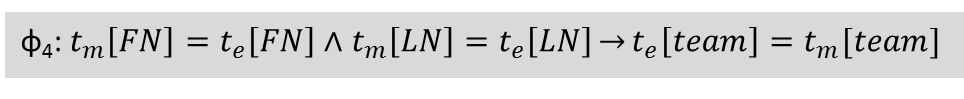 ϕ₄: tₘ[FN] = tₑ[FN] ∧ tₘ[LN] = tₑ[LN] → tₑ[team] = tₘ[team]